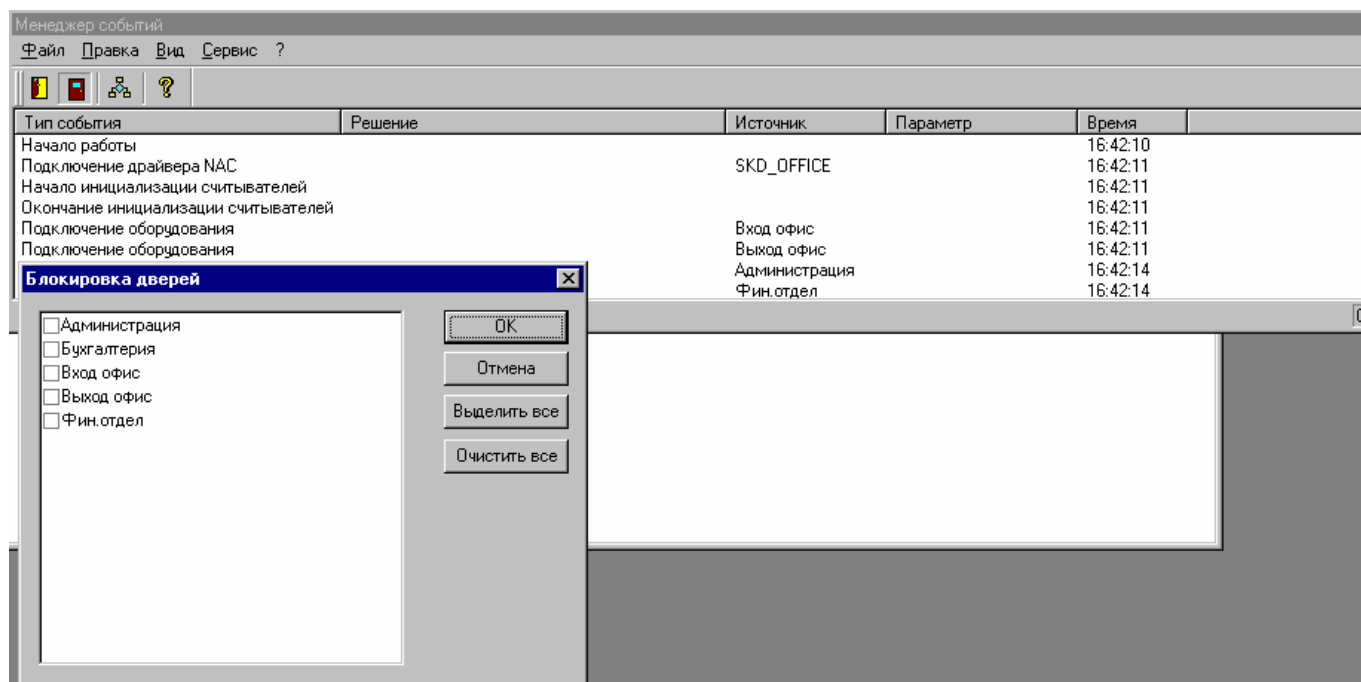 Менеджер событий
Файл Правка Вид Сервис ?
Тип события Решение Источник Параметр Время
Начало работы 16:42:10
Подключение драйвера NAC SKD_OFFICE 16:42:11
Начало инициализации считывателей 16:42:11
Окончание инициализации считывателей 16:42:11
Подключение оборудования Вход офис 16:42:11
Подключение оборудования Выход офис 16:42:11
Администрация 16:42:14
Фин.отдел 16:42:14
Блокировка дверей
Администрация
Бухгалтерия
Вход офис
Выход офис
Фин.отдел
OK
Отмена
Выделить все
Очистить все